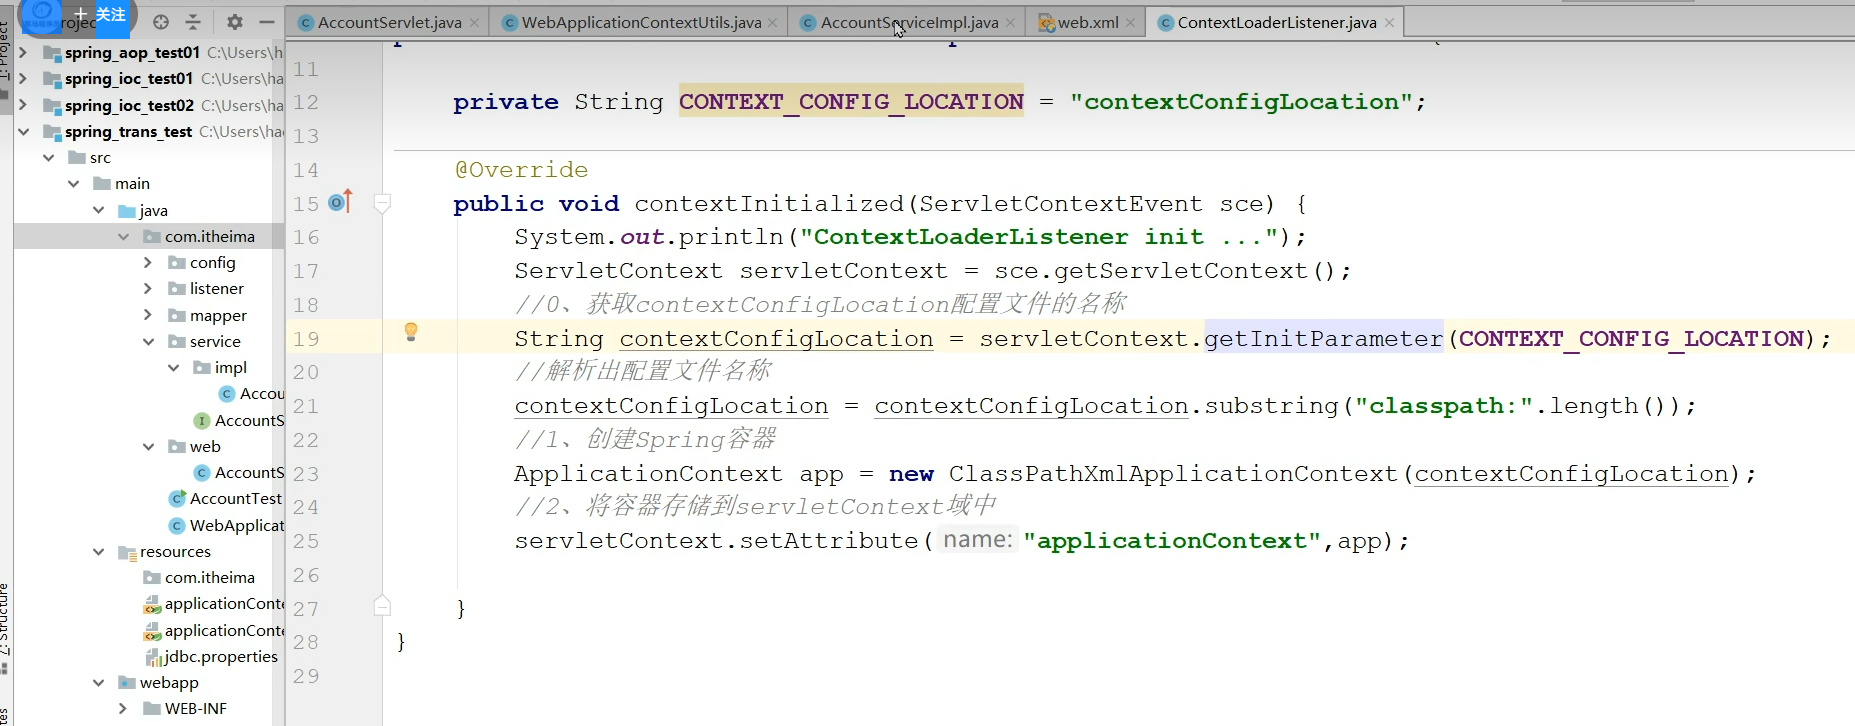 关注
AccountServlet.java
WebApplicationContextUtils.java
AccountServiceImpl.java
web.xml
ContextLoaderListener.java
1: Project
spring_aop_test01 C:\Users\h
spring_ioc_test01 C:\Users\ha
spring_ioc_test02 C:\Users\ha
spring_trans_test C:\Users\ha
src
main
java
com.itheima
config
listener
mapper
service
impl
Accou
AccountS
web
AccountS
AccountTest
WebApplicat
resources
com.itheima
applicationConte
applicationConte
jdbc.properties
webapp
WEB-INF
7: Structure
11
12 private String CONTEXT_CONFIG_LOCATION = "contextConfigLocation";
13
14 @Override
15 public void contextInitialized(ServletContextEvent sce) {
16 System.out.println("ContextLoaderListener init ...");
17 ServletContext servletContext = sce.getServletContext();
18 //0、获取contextConfigLocation配置文件的名称
19 String contextConfigLocation = servletContext.getInitParameter(CONTEXT_CONFIG_LOCATION);
20 //解析出配置文件名称
21 contextConfigLocation = contextConfigLocation.substring("classpath:".length());
22 //1、创建Spring容器
23 ApplicationContext app = new ClassPathXmlApplicationContext(contextConfigLocation);
24 //2、将容器存储到servletContext域中
25 servletContext.setAttribute( name: "applicationContext",app);
26
27 }
28 }
29